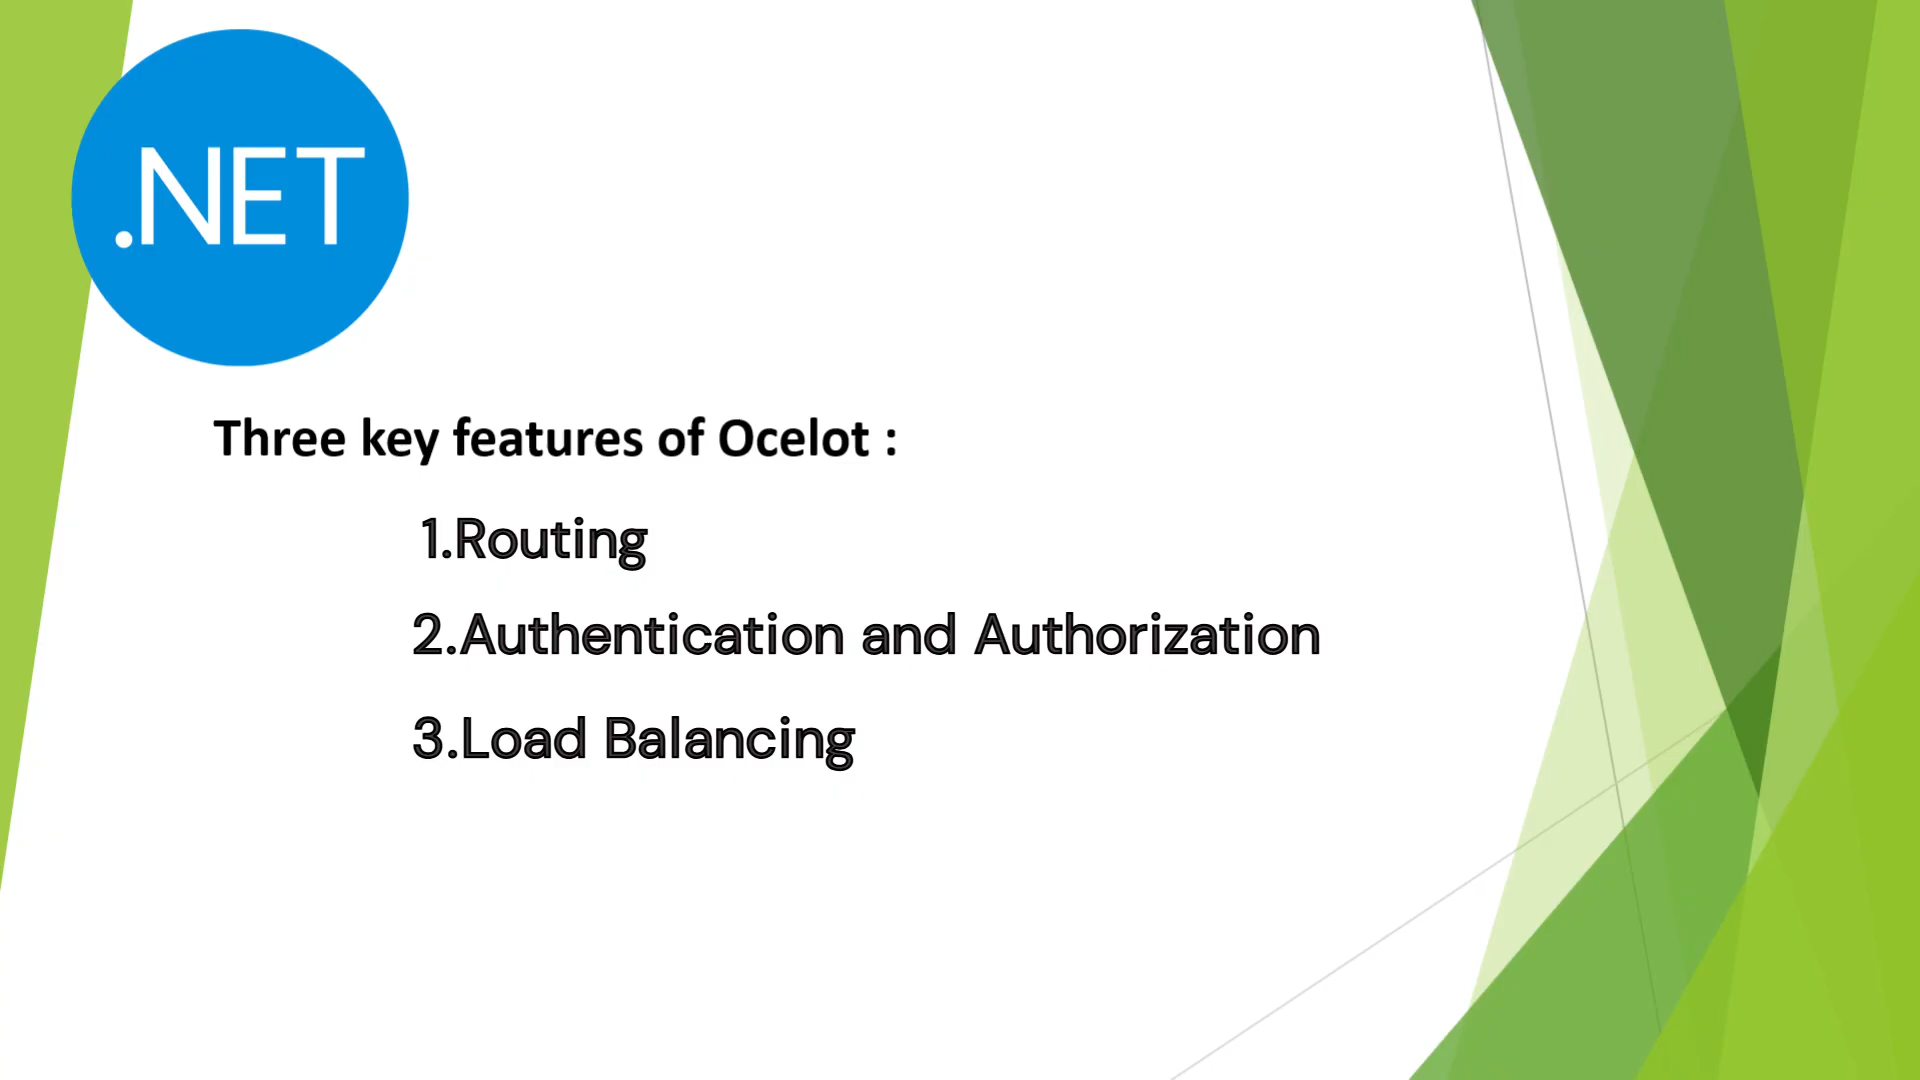 .NET
Three key features of Ocelot :
1.Routing
2.Authentication and Authorization
3.Load Balancing